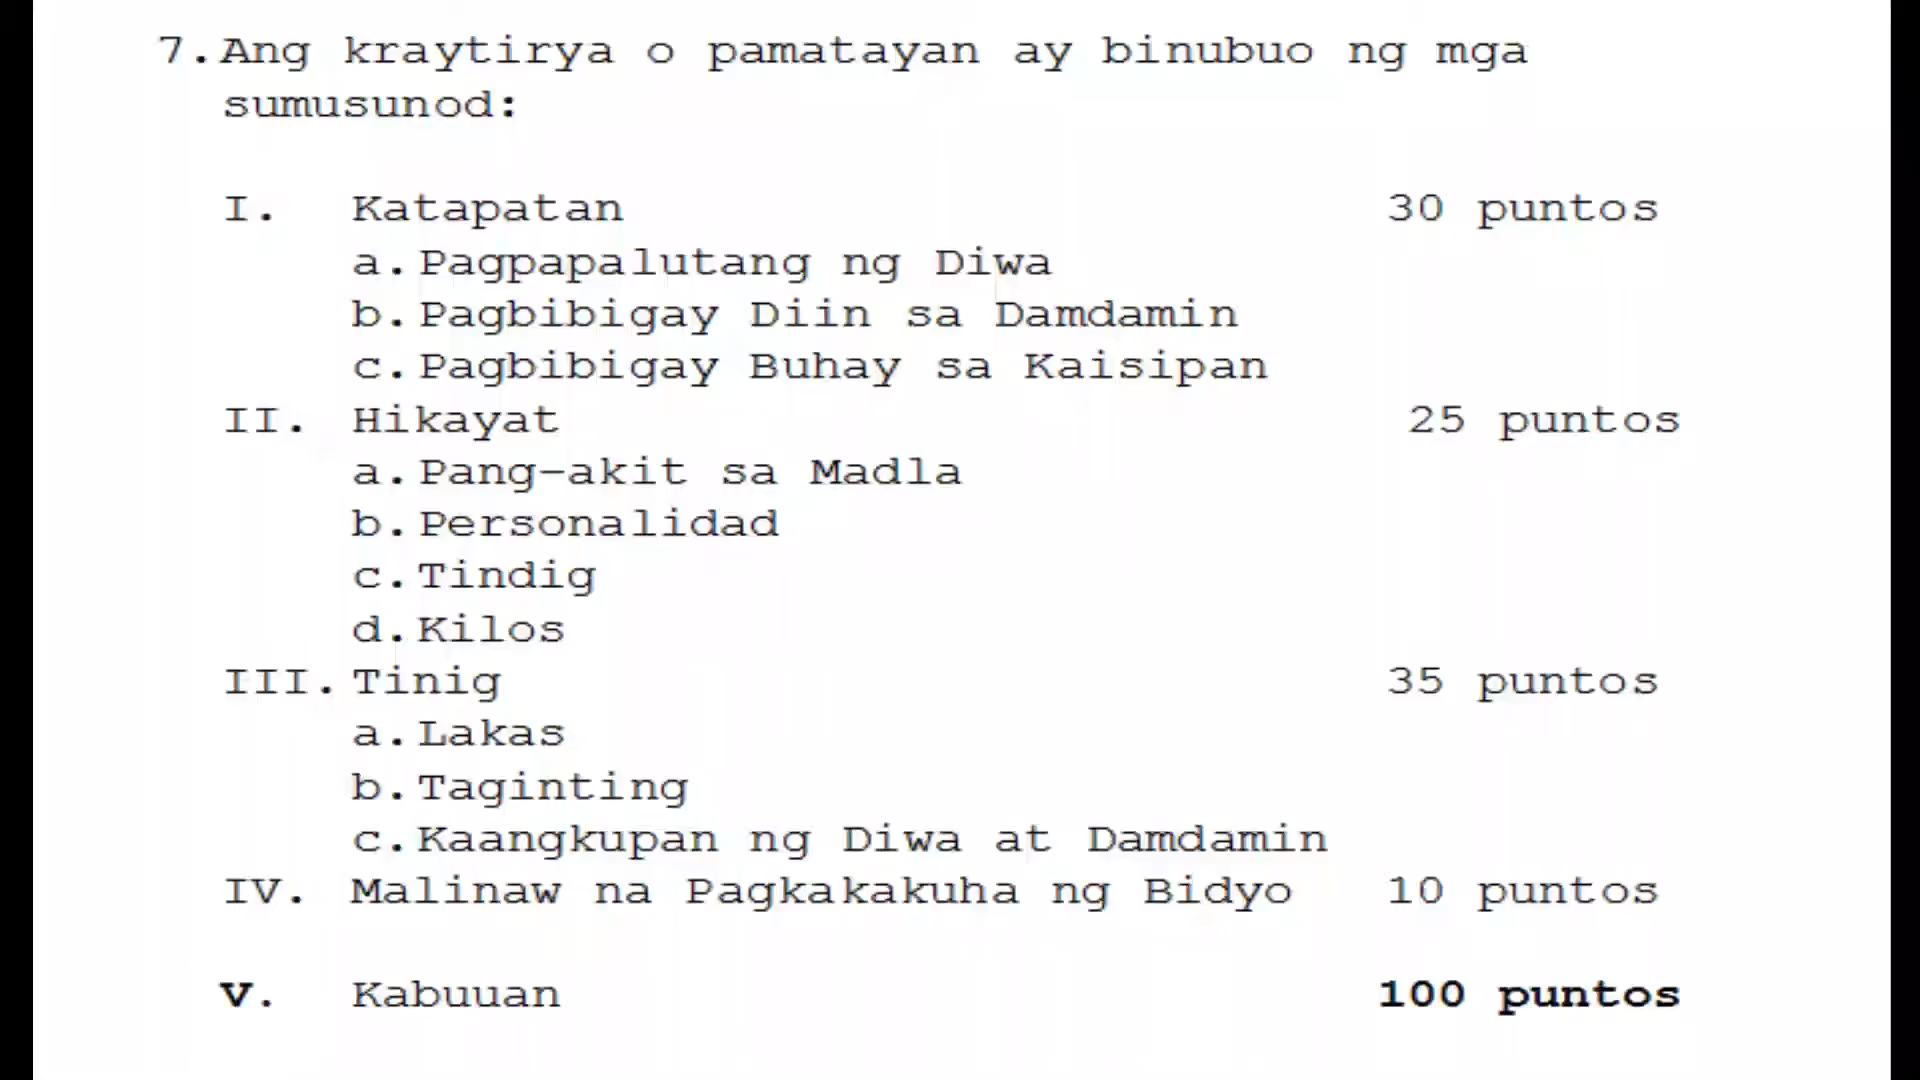 7. Ang kraytirya o pamatayan ay binubuo ng mga
sumusunod:
I. Katapatan 30 puntos
a. Pagpapalutang ng Diwa
b. Pagbibigay Diin sa Damdamin
c. Pagbibigay Buhay sa Kaisipan
II. Hikayat 25 puntos
a. Pang-akit sa Madla
b. Personalidad
c. Tindig
d. Kilos
III. Tinig 35 puntos
a. Lakas
b. Taginting
c. Kaangkupan ng Diwa at Damdamin
IV. Malinaw na Pagkakakuha ng Bidyo 10 puntos
V. Kabuuan 100 puntos